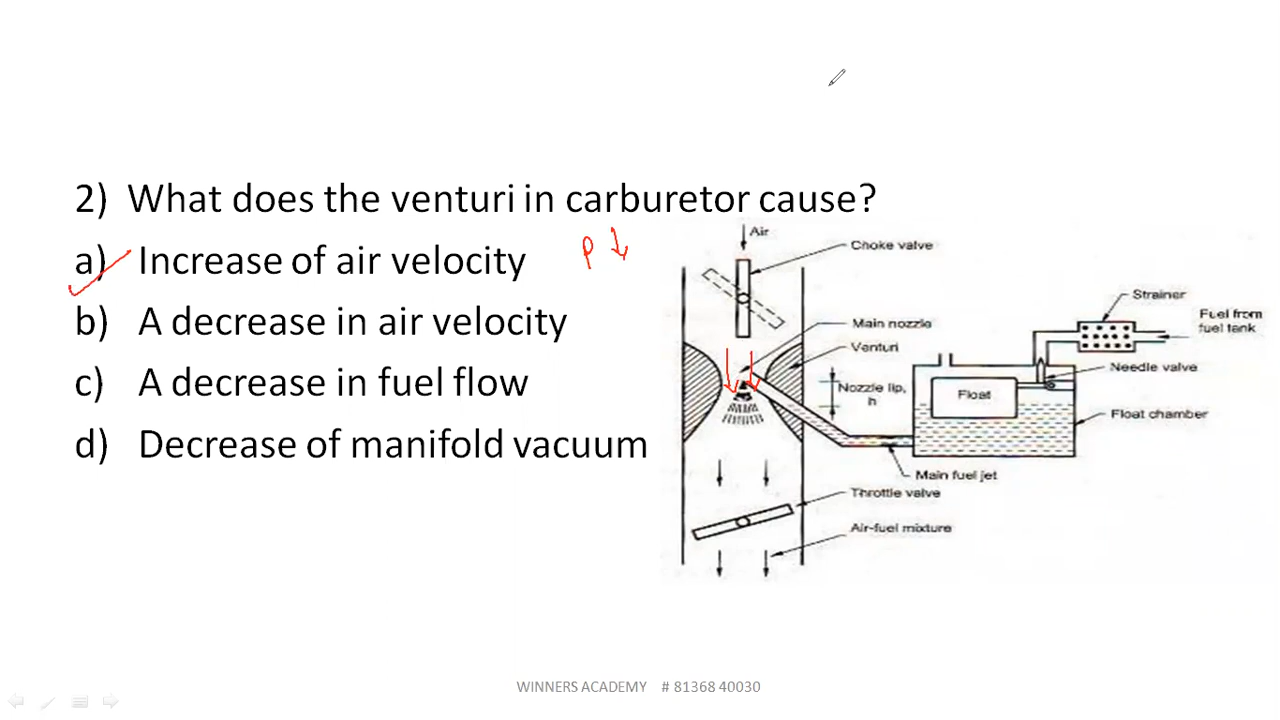 2) What does the venturi in carburetor cause?
a) Increase of air velocity
P ↓
b) A decrease in air velocity
c) A decrease in fuel flow
d) Decrease of manifold vacuum
Air
Choke valve
Strainer
Fuel from
fuel tank
Main nozzle
Venturi
Needle valve
Nozzle lip,
h
Float
Float chamber
Main fuel jet
Throttle valve
Air-fuel mixture
WINNERS ACADEMY # 81368 40030